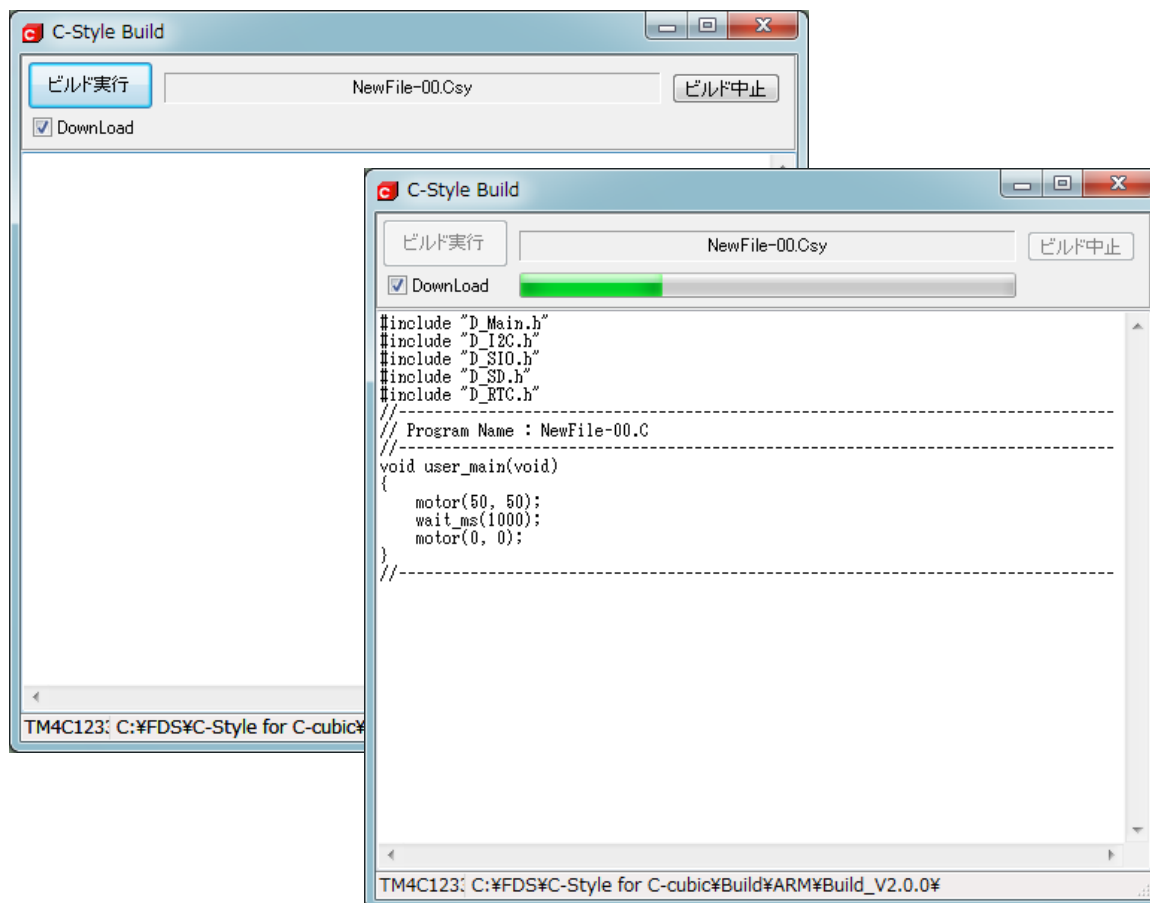 C-Style Build
ビルド実行
NewFile-00.Csy
ビルド中止
DownLoad
TM4C123: C:¥FDS¥C-Style for C-cubic¥
C-Style Build
ビルド実行
NewFile-00.Csy
ビルド中止
DownLoad
#include "D_Main.h"
#include "D_I2C.h"
#include "D_SIO.h"
#include "D_SD.h"
#include "D_RTC.h"
//--------------------------------------------------------------------------------
// Program Name : NewFile-00.C
//--------------------------------------------------------------------------------
void user_main(void)
{
    motor(50, 50);
    wait_ms(1000);
    motor(0, 0);
}
//--------------------------------------------------------------------------------
TM4C123: C:¥FDS¥C-Style for C-cubic¥Build¥ARM¥Build_V2.0.0¥